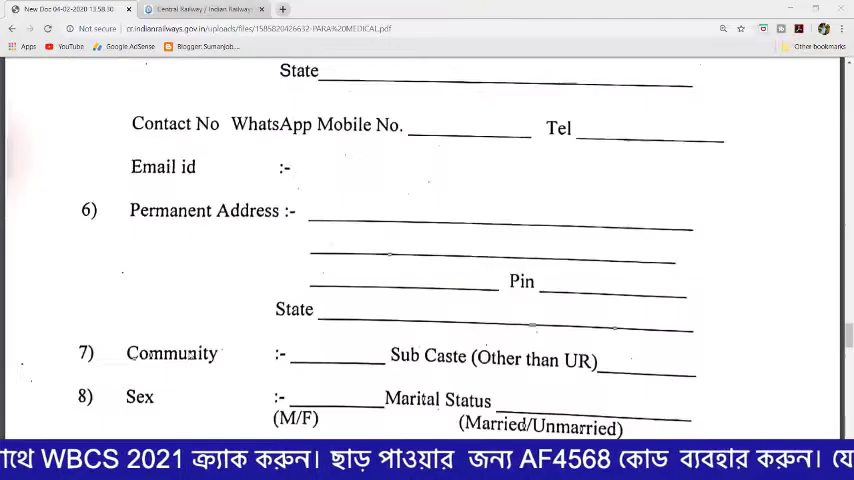 New Doc 04-02-2020 13:58.30
Central Railway / Indian Railways
Not secure
cr.indianrailways.gov.in/uploads/files/1585820426632-PARA%20MEDICAL.pdf
Apps YouTube Google AdSense Blogger: Sumanjob.... Other bookmarks
State
Contact No WhatsApp Mobile No. Tel
Email id :-
6) Permanent Address :-
Pin
State
7) Community :- Sub Caste (Other than UR)
8) Sex :- Marital Status
(M/F) (Married/Unmarried)
াথে WBCS 2021 ক্র্যাক করুন। ছাড় পাওয়ার জন্য AF4568 কোড ব্যবহার করুন। যে